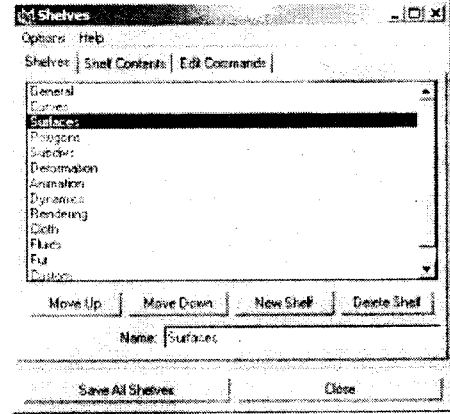 Shelves
Options Help
Shelves Shelf Contents Edit Commands
General
Curves
Surfaces
Polygons
Subdivs
Deformation
Animation
Dynamics
Rendering
Cloth
Fluids
Fur
Custom
Move Up Move Down New Shelf Delete Shelf
Name: Surfaces
Save All Shelves Close